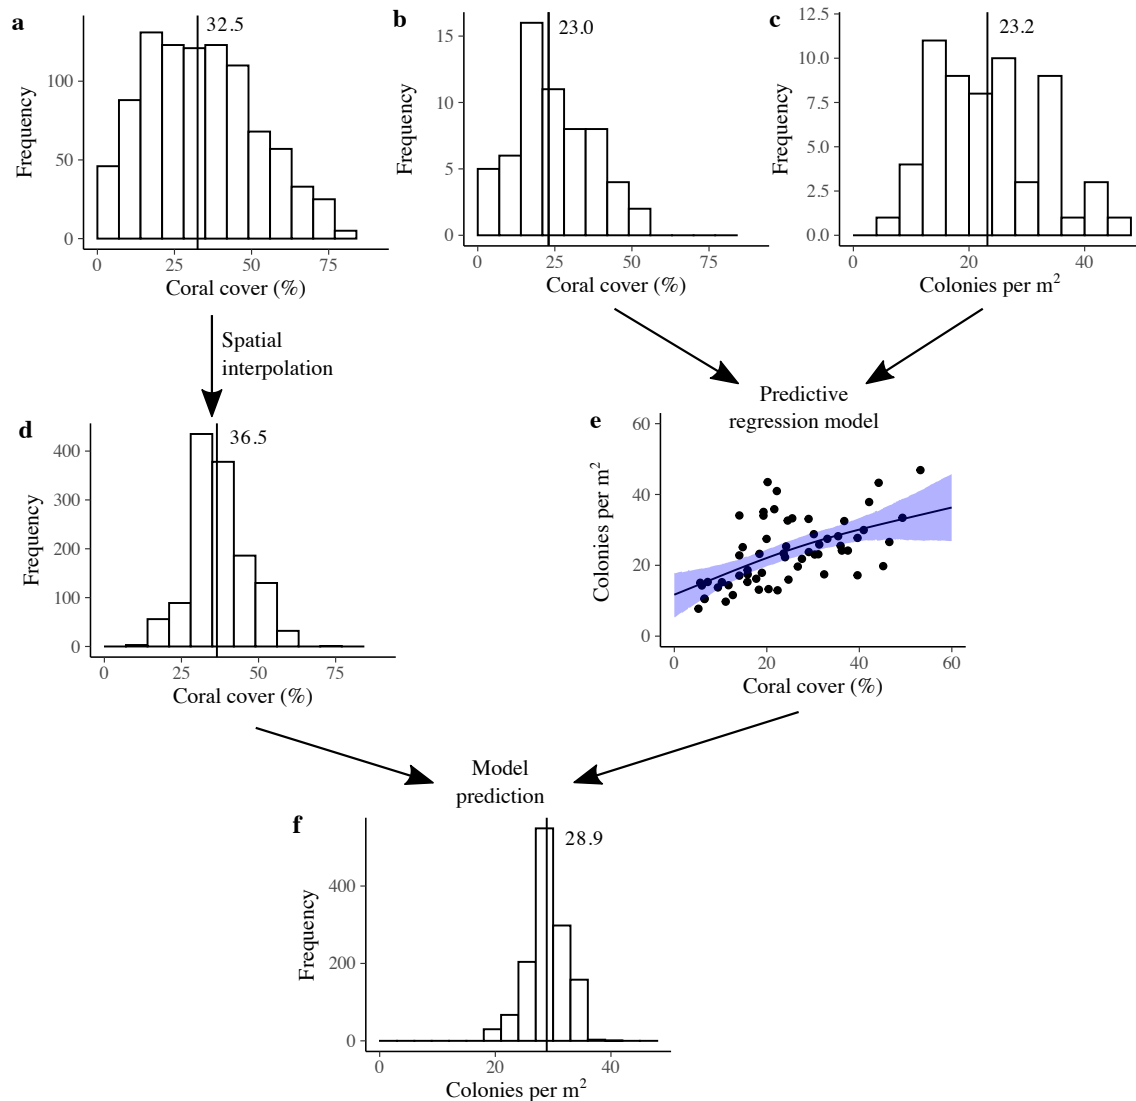 a
32.5
100
50
0
Frequency
0 25 50 75
Coral cover (%)
b
23.0
15
10
5
0
Frequency
0 25 50 75
Coral cover (%)
c
23.2
12.5
10.0
7.5
5.0
2.5
0.0
Frequency
0 20 40
Colonies per m²
Spatial
interpolation
Predictive
regression model
d
36.5
400
300
200
100
0
Frequency
0 25 50 75
Coral cover (%)
e
60
40
20
0
Colonies per m²
0 20 40 60
Coral cover (%)
Model
prediction
f
28.9
400
200
0
Frequency
0 20 40
Colonies per m²